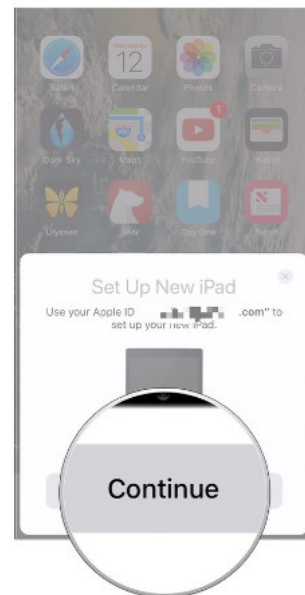 Wednesday
12
Safari Calendar Photos Camera
1
Dark Sky Maps YouTube Wallet
Ulysses Bear Day One News
Set Up New iPad
Use your Apple ID .com" to
set up your new iPad.
Continue